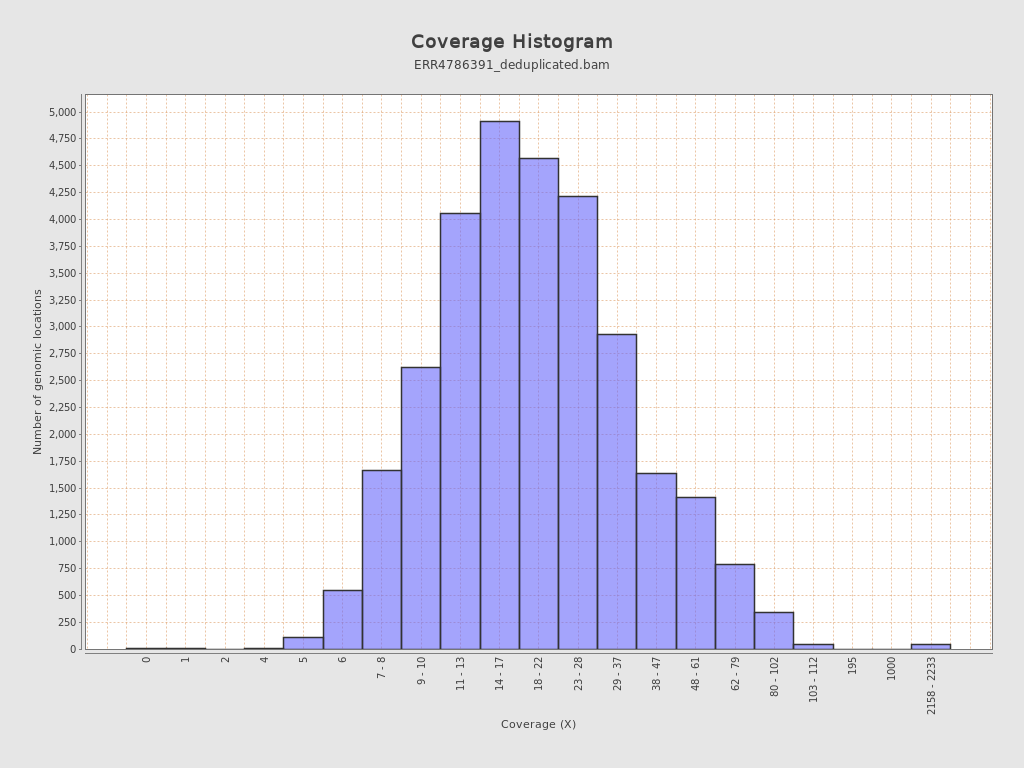 Coverage Histogram
ERR4786391_deduplicated.bam
Number of genomic locations
5,000
4,750
4,500
4,250
4,000
3,750
3,500
3,250
3,000
2,750
2,500
2,250
2,000
1,750
1,500
1,250
1,000
750
500
250
0
0
1
2
4
5
6
7 - 8
9 - 10
11 - 13
14 - 17
18 - 22
23 - 28
29 - 37
38 - 47
48 - 61
62 - 79
80 - 102
103 - 112
195
1000
2158 - 2233
Coverage (X)